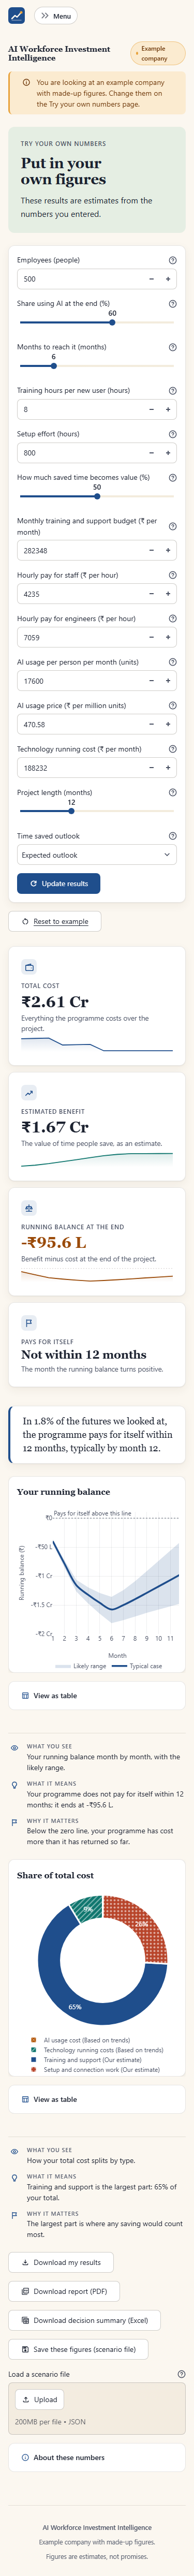 Menu
AI Workforce Investment
Intelligence
Example
company
You are looking at an example company
with made-up figures. Change them on
the Try your own numbers page.
TRY YOUR OWN NUMBERS
Put in your
own figures
These results are estimates from the
numbers you entered.
Employees (people)
500
Share using AI at the end (%)
60
Months to reach it (months)
6
Training hours per new user (hours)
8
Setup effort (hours)
800
How much saved time becomes value (%)
50
Monthly training and support budget (₹ per
month)
282348
Hourly pay for staff (₹ per hour)
4235
Hourly pay for engineers (₹ per hour)
7059
AI usage per person per month (units)
17600
AI usage price (₹ per million units)
470.58
Technology running cost (₹ per month)
188232
Project length (months)
12
Time saved outlook
Expected outlook
Update results
Reset to example
TOTAL COST
₹2.61 Cr
Everything the programme costs over the
project.
ESTIMATED BENEFIT
₹1.67 Cr
The value of time people save, as an estimate.
RUNNING BALANCE AT THE END
-₹95.6 L
Benefit minus cost at the end of the project.
PAYS FOR ITSELF
Not within 12 months
The month the running balance turns positive.
In 1.8% of the futures we looked at,
the programme pays for itself within
12 months, typically by month 12.
Your running balance
Pays for itself above this line
₹0
-₹50 L
-₹1 Cr
-₹1.5 Cr
-₹2 Cr
Running balance (₹)
1 2 3 4 5 6 7 8 9 10 11
Month
Likely range Typical case
View as table
WHAT YOU SEE
Your running balance month by month, with the
likely range.
WHAT IT MEANS
Your programme does not pay for itself within 12
months; it ends at -₹95.6 L.
WHY IT MATTERS
Below the zero line, your programme has cost
more than it has returned so far.
Share of total cost
9%
26%
65%
AI usage cost (Based on trends)
Technology running costs (Based on trends)
Training and support (Our estimate)
Setup and connection work (Our estimate)
View as table
WHAT YOU SEE
How your total cost splits by type.
WHAT IT MEANS
Training and support is the largest part: 65% of
your total.
WHY IT MATTERS
The largest part is where any saving would count
most.
Download my results
Download report (PDF)
Download decision summary (Excel)
Save these figures (scenario file)
Load a scenario file
Upload
200MB per file • JSON
About these numbers
AI Workforce Investment Intelligence
Example company with made-up figures.
Figures are estimates, not promises.